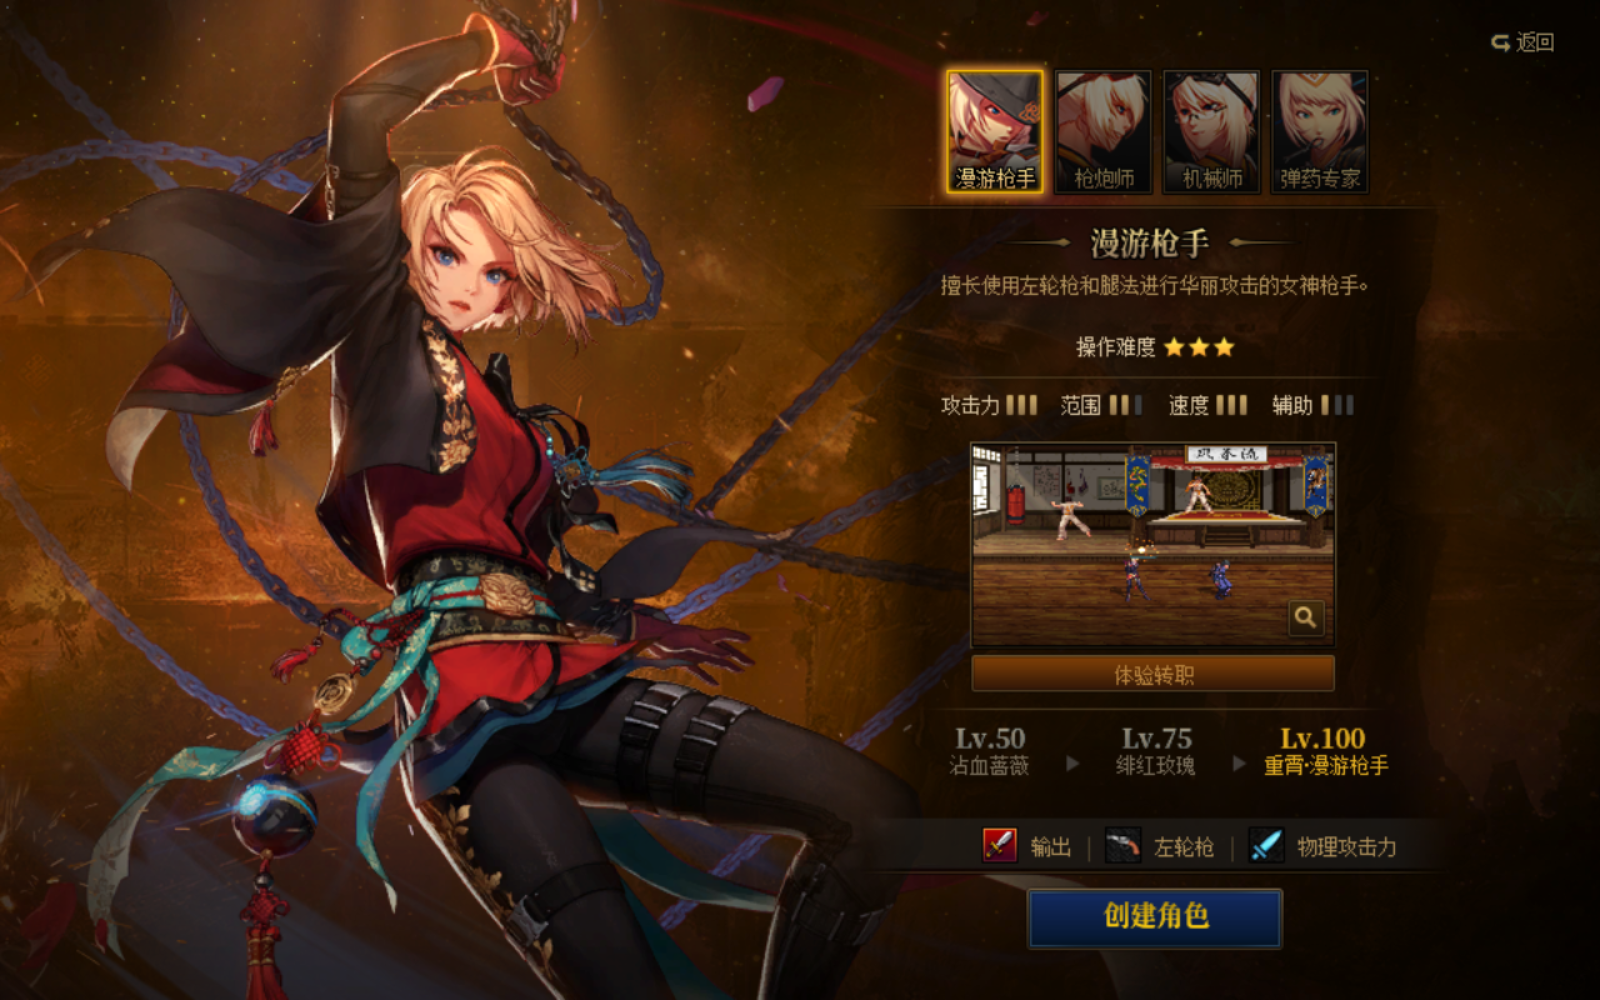 返回
漫游枪手
枪炮师
机械师
弹药专家
漫游枪手
擅长使用左轮枪和腿法进行华丽攻击的女神枪手。
操作难度
攻击力 范围 速度 辅助
体验转职
Lv.50 Lv.75 Lv.100
沾血蔷薇 绯红玫瑰 重霄·漫游枪手
输出 | 左轮枪 | 物理攻击力
创建角色